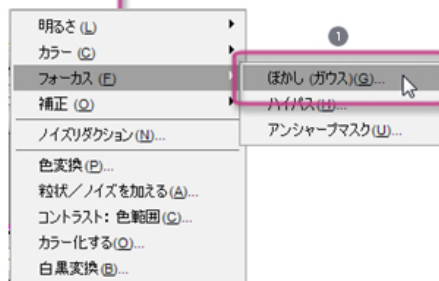 明るさ(L)
カラー(C)
フォーカス(F)
補正(O)
ノイズリダクション(N)...
色変換(P)...
粒状／ノイズを加える(A)...
コントラスト: 色範囲(C)...
カラー化する(O)...
白黒変換(B)...
1
ぼかし (ガウス)(G)...
ハイパス(H)...
アンシャープマスク(U)...